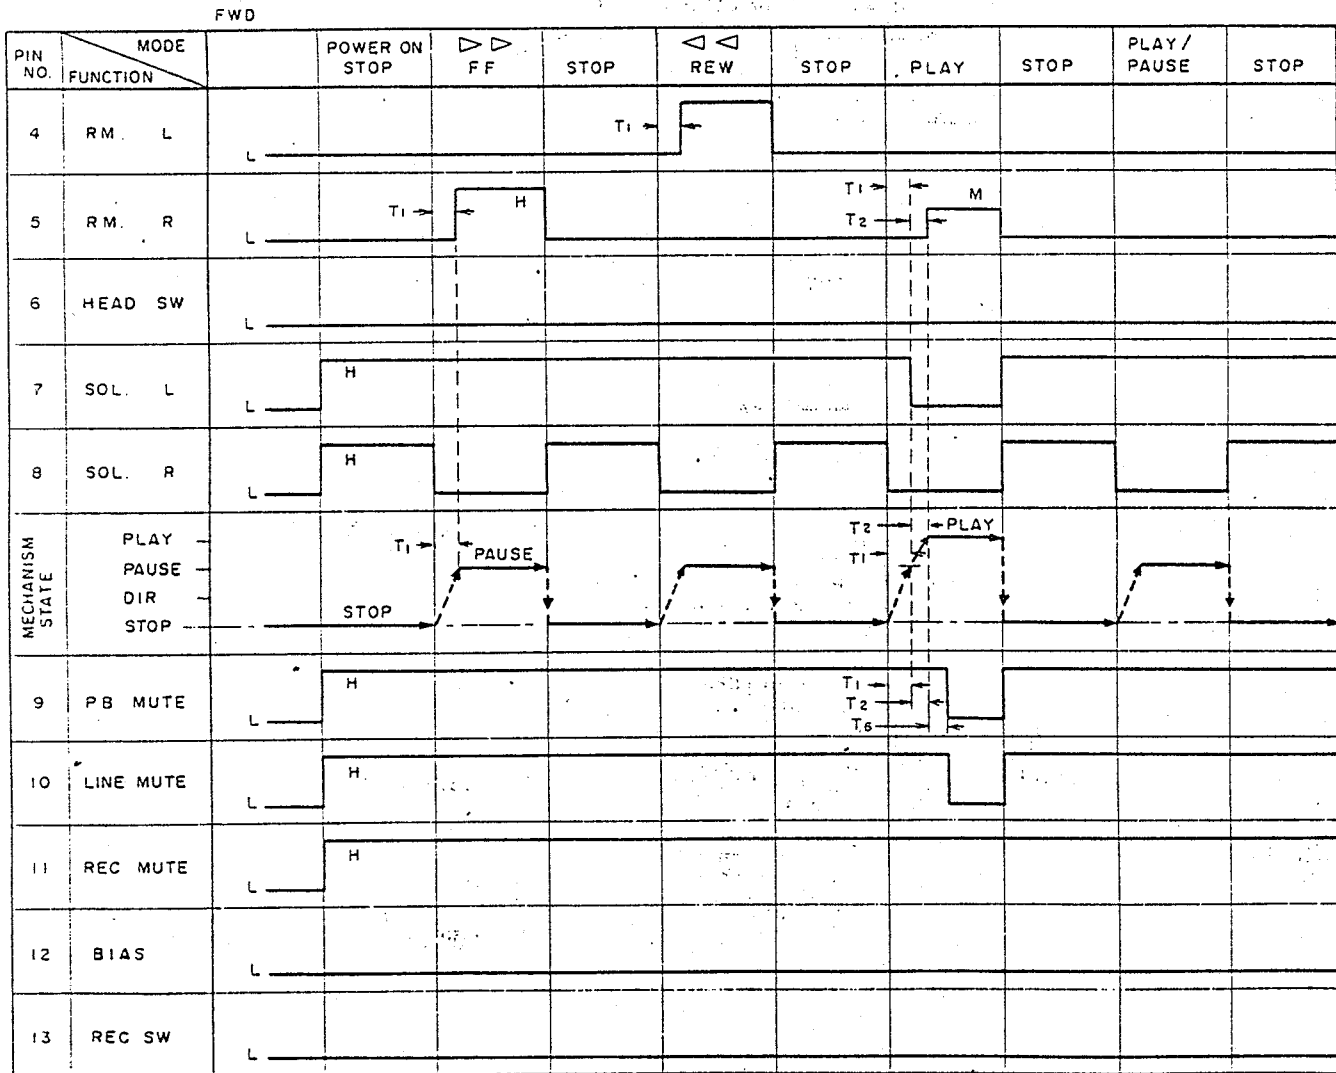 FWD
PIN NO. MODE FUNCTION POWER ON STOP FF STOP REW STOP PLAY STOP PLAY/ PAUSE STOP
4 RM. L L T1
5 RM. R L T1 H T1 T2 M
6 HEAD SW L
7 SOL. L L H
8 SOL. R L H
MECHANISM STATE
PLAY T2 PLAY
T1 PAUSE T1
PAUSE
DIR
STOP STOP
9 PB MUTE L H T1 T2 T6
10 LINE MUTE L H
11 REC MUTE L H
12 BIAS L
13 REC SW L